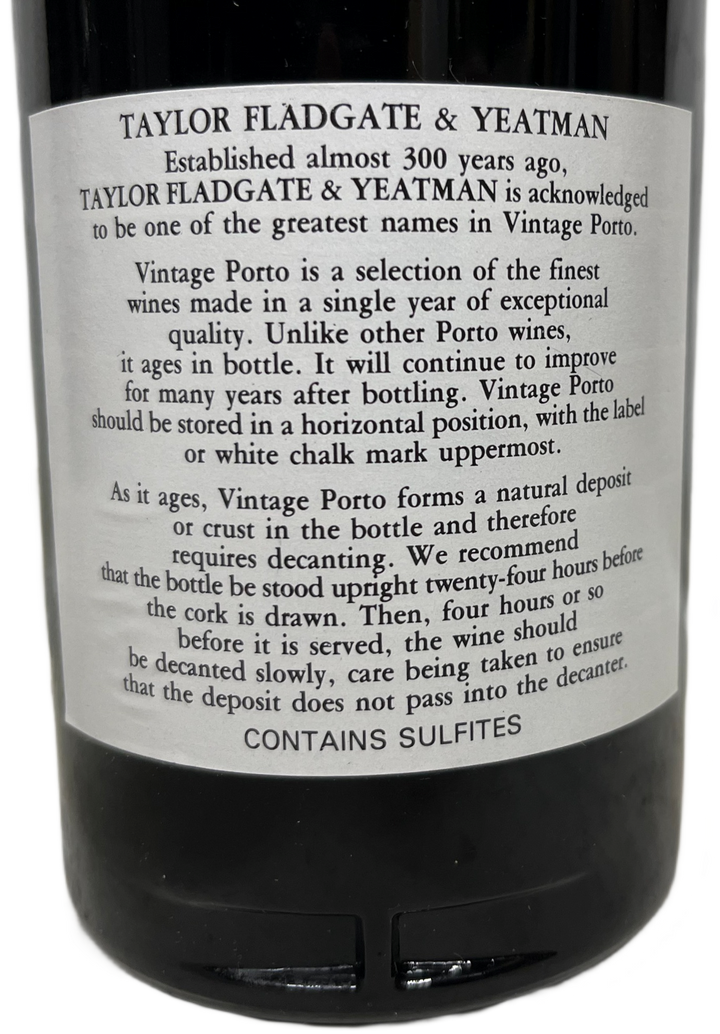 TAYLOR FLADGATE & YEATMAN
Established almost 300 years ago,
TAYLOR FLADGATE & YEATMAN is acknowledged
to be one of the greatest names in Vintage Porto.
Vintage Porto is a selection of the finest
wines made in a single year of exceptional
quality. Unlike other Porto wines,
it ages in bottle. It will continue to improve
for many years after bottling. Vintage Porto
should be stored in a horizontal position, with the label
or white chalk mark uppermost.
As it ages, Vintage Porto forms a natural deposit
or crust in the bottle and therefore
requires decanting. We recommend
that the bottle be stood upright twenty-four hours before
the cork is drawn. Then, four hours or so
before it is served, the wine should
be decanted slowly, care being taken to ensure
that the deposit does not pass into the decanter.
CONTAINS SULFITES